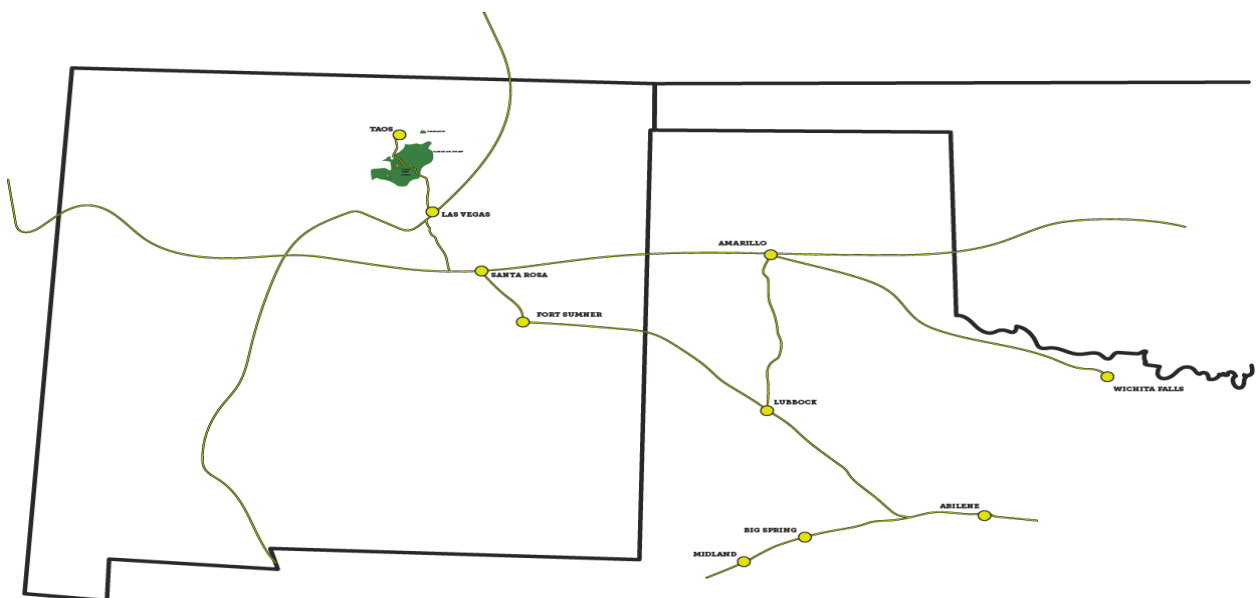 TAOS
LAS VEGAS
AMARILLO
SANTA ROSA
FORT SUMNER
WICHITA FALLS
LUBBOCK
ABILENE
BIG SPRING
MIDLAND